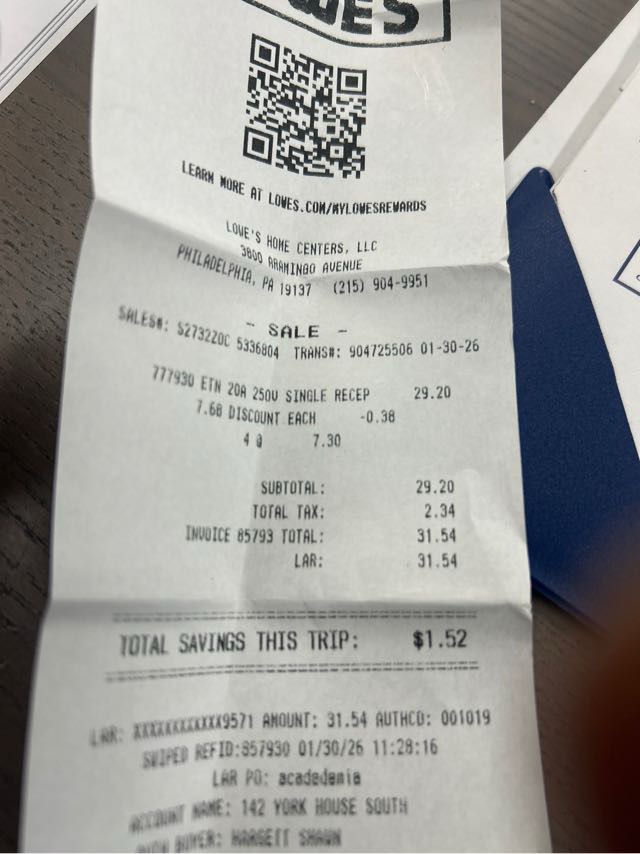 WES
LEARN MORE AT LOWES.COM/MYLOWESREWARDS
LOWE'S HOME CENTERS, LLC
3800 ARAMINGO AVENUE
PHILADELPHIA, PA 19137 (215) 904-9951
- SALE -
SALES#: S2732ZOC 5336804 TRANS#: 904725506 01-30-26
777930 ETN 20A 250V SINGLE RECEP 29.20
7.68 DISCOUNT EACH -0.38
4 @ 7.30
SUBTOTAL: 29.20
TOTAL TAX: 2.34
INVOICE 85793 TOTAL: 31.54
LAR: 31.54
TOTAL SAVINGS THIS TRIP: $1.52
LAR: XXXXXXXXXXXX9571 AMOUNT: 31.54 AUTHCD: 001019
SWIPED REFID:857930 01/30/26 11:28:16
LAR PO: acadedemia
ACCOUNT NAME: 142 YORK HOUSE SOUTH
BUYER: HARGETT SHAWN